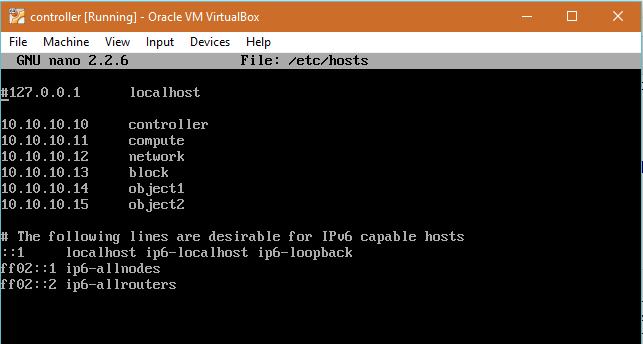 controller [Running] - Oracle VM VirtualBox
File Machine View Input Devices Help
GNU nano 2.2.6 File: /etc/hosts
#127.0.0.1 localhost
10.10.10.10 controller
10.10.10.11 compute
10.10.10.12 network
10.10.10.13 block
10.10.10.14 object1
10.10.10.15 object2
# The following lines are desirable for IPv6 capable hosts
::1 localhost ip6-localhost ip6-loopback
ff02::1 ip6-allnodes
ff02::2 ip6-allrouters